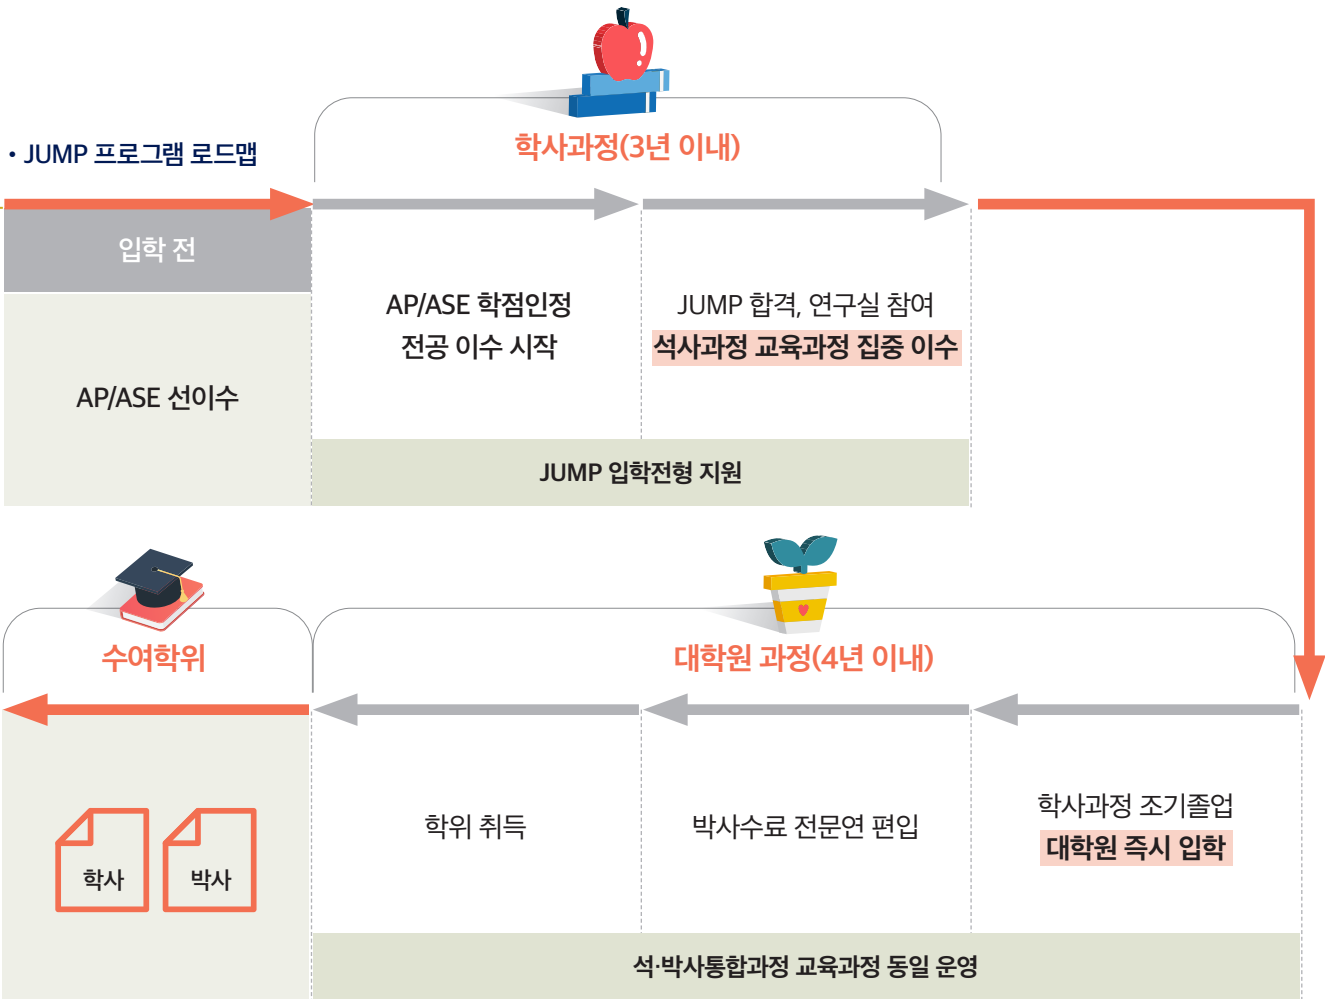 • JUMP 프로그램 로드맵
학사과정(3년 이내)
입학 전
AP/ASE 선이수
AP/ASE 학점인정
전공 이수 시작
JUMP 합격, 연구실 참여
석사과정 교육과정 집중 이수
JUMP 입학전형 지원
대학원 과정(4년 이내)
학사과정 조기졸업
대학원 즉시 입학
박사수료 전문연 편입
학위 취득
석·박사통합과정 교육과정 동일 운영
수여학위
학사
박사